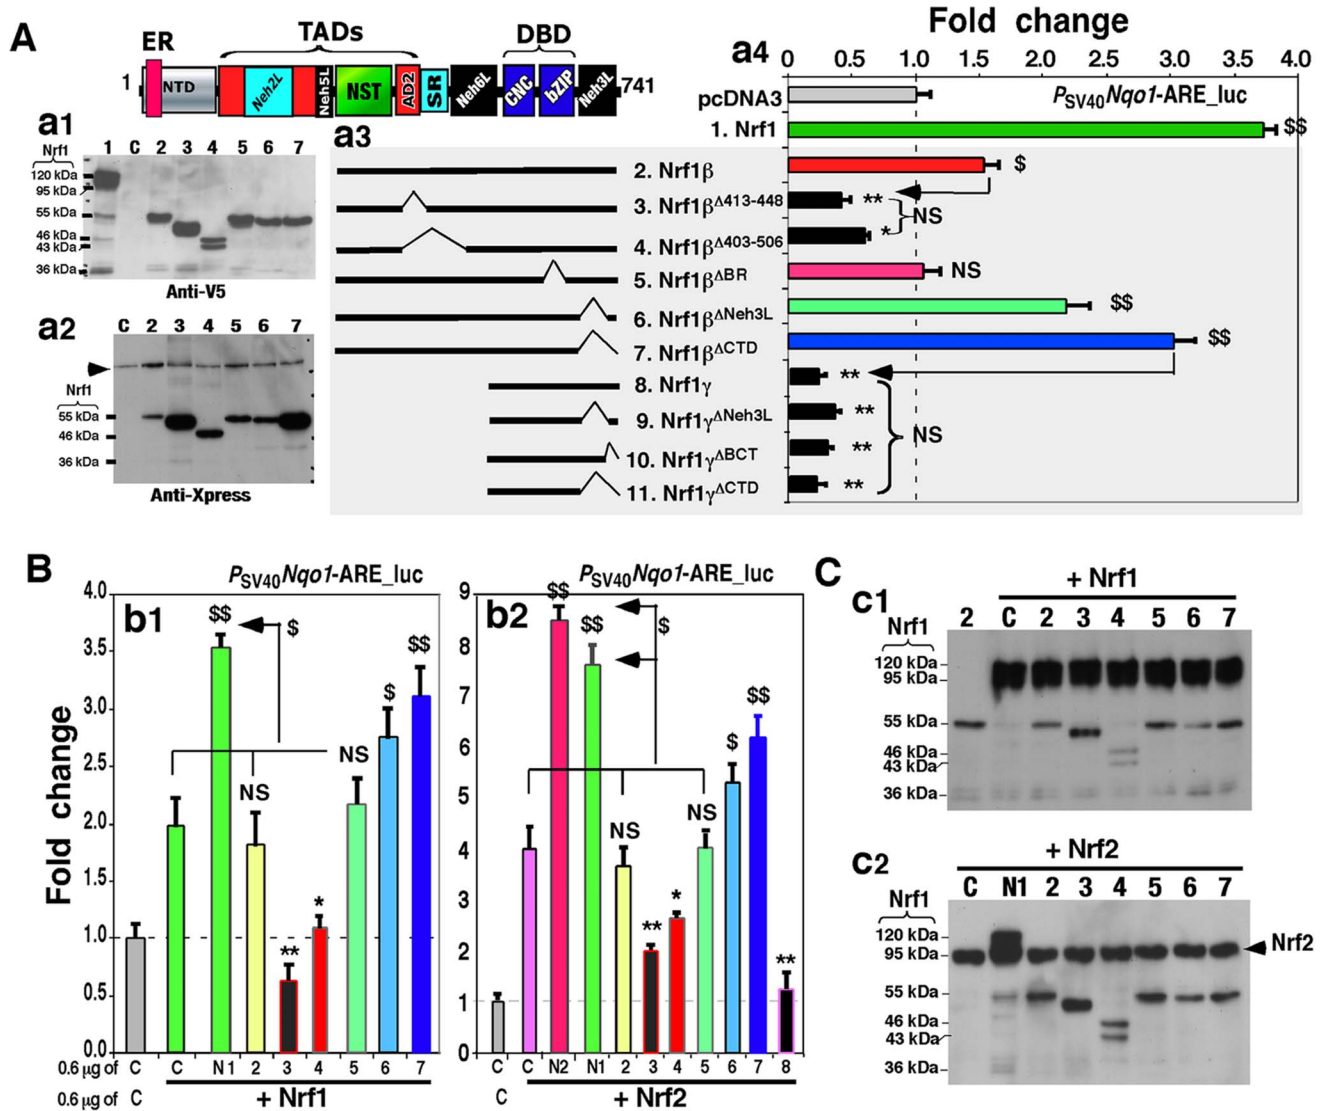 A
ER
TADs
DBD
1
NTD
Neh2L
Neh5L
NST
AD2
SR
Neh6L
CNC
bZIP
Neh3L
741
a1
Nrf1
1 C 2 3 4 5 6 7
120 kDa
95 kDa
55 kDa
46 kDa
43 kDa
36 kDa
Anti-V5
a2
C 2 3 4 5 6 7
Nrf1
55 kDa
46 kDa
36 kDa
Anti-Xpress
a3
2. Nrf1β
3. Nrf1βΔ413-448
4. Nrf1βΔ403-506
5. Nrf1βΔBR
6. Nrf1βΔNeh3L
7. Nrf1βΔCTD
8. Nrf1γ
9. Nrf1γΔNeh3L
10. Nrf1γΔBCT
11. Nrf1γΔCTD
Fold change
a4
0 0.5 1.0 1.5 2.0 2.5 3.0 3.5 4.0
pcDNA3
PSV40Nqo1-ARE_luc
1. Nrf1
$$
$
**
NS
*
NS
$$
$$
**
**
NS
**
**
B
PSV40Nqo1-ARE_luc
b1
Fold change
4.0
3.5
3.0
2.5
2.0
1.5
1.0
0.5
0.0
$$
$
NS
**
*
NS
$
$$
0.6 µg of C C N1 2 3 4 5 6 7
0.6 µg of C + Nrf1
PSV40Nqo1-ARE_luc
b2
9
8
7
6
5
4
3
2
1
0
$$
$$
$
NS
**
*
NS
$
$$
**
C C N2 N1 2 3 4 5 6 7 8
C + Nrf2
C
+ Nrf1
c1
2 C 2 3 4 5 6 7
Nrf1
120 kDa
95 kDa
55 kDa
46 kDa
43 kDa
36 kDa
+ Nrf2
c2
C N1 2 3 4 5 6 7
Nrf1
120 kDa
95 kDa
Nrf2
55 kDa
46 kDa
43 kDa
36 kDa